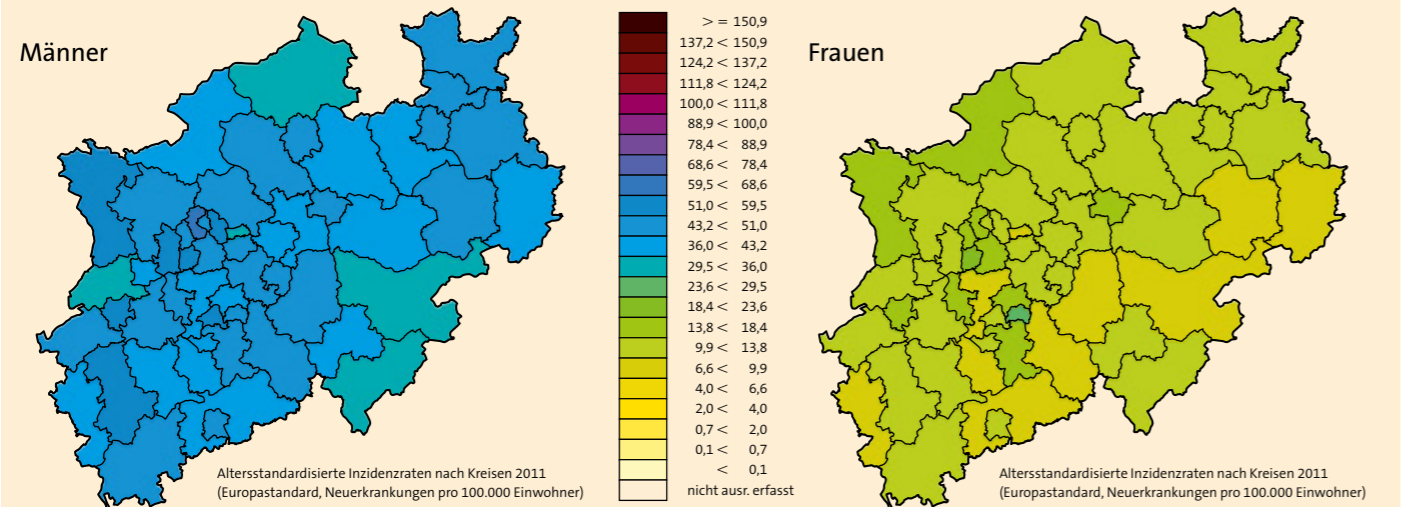 Männer
> = 150,9
137,2 < 150,9
124,2 < 137,2
111,8 < 124,2
100,0 < 111,8
88,9 < 100,0
78,4 < 88,9
68,6 < 78,4
59,5 < 68,6
51,0 < 59,5
43,2 < 51,0
36,0 < 43,2
29,5 < 36,0
23,6 < 29,5
18,4 < 23,6
13,8 < 18,4
9,9 < 13,8
6,6 < 9,9
4,0 < 6,6
2,0 < 4,0
0,7 < 2,0
0,1 < 0,7
< 0,1
nicht ausr. erfasst
Altersstandardisierte Inzidenzraten nach Kreisen 2011
(Europastandard, Neuerkrankungen pro 100.000 Einwohner)
Frauen
Altersstandardisierte Inzidenzraten nach Kreisen 2011
(Europastandard, Neuerkrankungen pro 100.000 Einwohner)